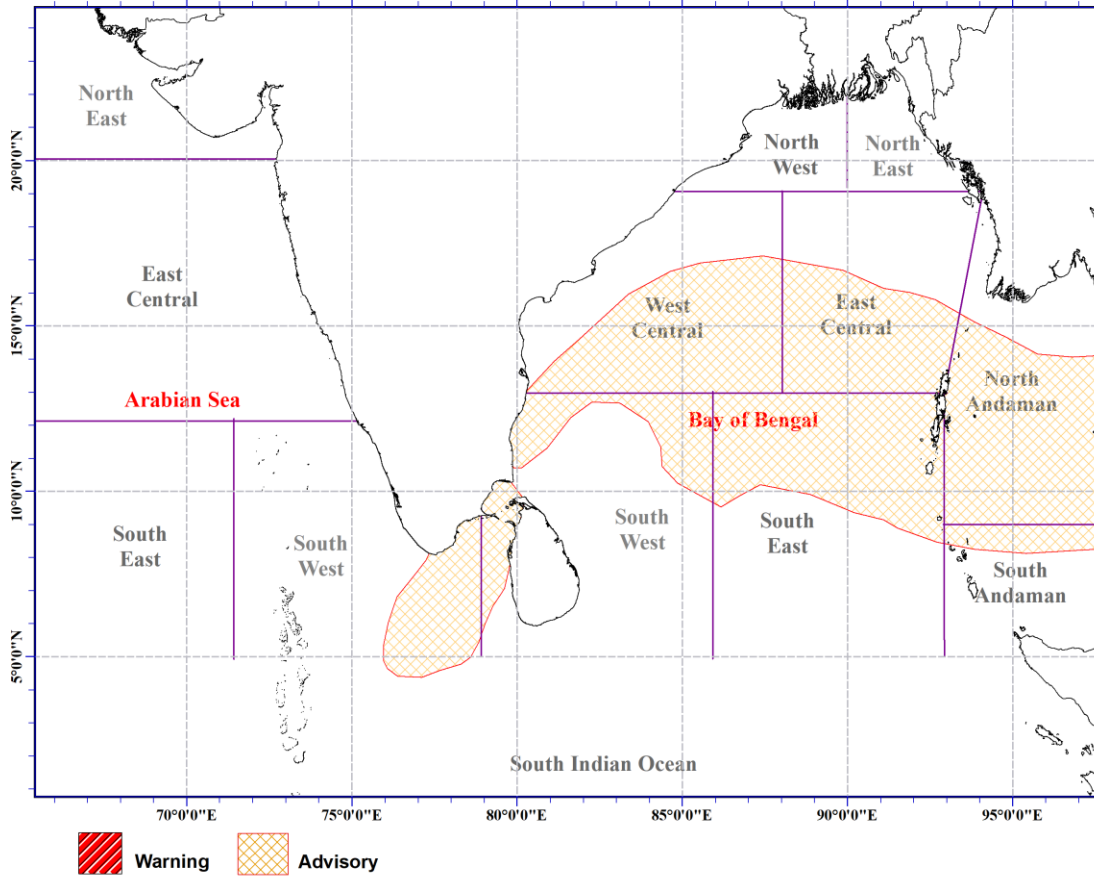 North
East
North
West
North
East
20°0'0"N
East
Central
West
Central
East
Central
15°0'0"N
Arabian Sea
North
Andaman
Bay of Bengal
10°0'0"N
South
East
South
West
South
West
South
East
South
Andaman
5°0'0"N
South Indian Ocean
70°0'0"E
75°0'0"E
80°0'0"E
85°0'0"E
90°0'0"E
95°0'0"E
Warning
Advisory